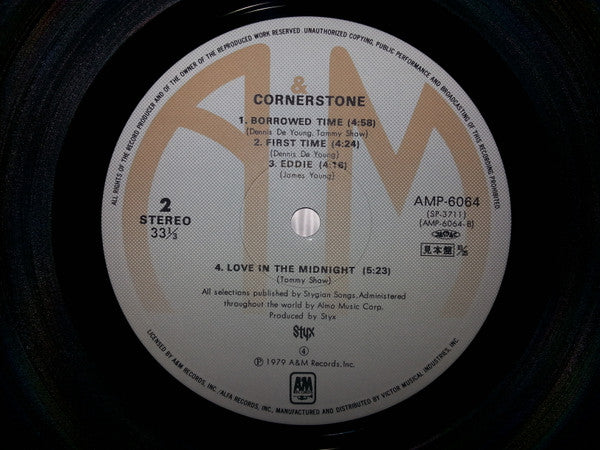 ALL RIGHTS OF THE RECORD PRODUCER AND OF THE OWNER OF THE REPRODUCED WORK RESERVED. UNAUTHORIZED COPYING, PUBLIC PERFORMANCE AND BROADCASTING OF THIS RECORDING PROHIBITED.
A&M
CORNERSTONE
1. BORROWED TIME (4:58)
(Dennis De Young, Tammy Shaw)
2. FIRST TIME (4:24)
(Dennis De Young)
3. EDDIE (4:16)
(James Young)
2
STEREO
33⅓
AMP-6064
(SP-3711)
(AMP-6064-B)
見本盤
4. LOVE IN THE MIDNIGHT (5:23)
(Tommy Shaw)
All selections published by Stygian Songs. Administered
throughout the world by Almo Music Corp.
Produced by Styx
Styx
④
Ⓟ 1979 A&M Records, Inc.
A&M
RECORDS
LICENSED BY A&M RECORDS, INC./ALFA RECORDS, INC., MANUFACTURED AND DISTRIBUTED BY VICTOR MUSICAL INDUSTRIES, INC.